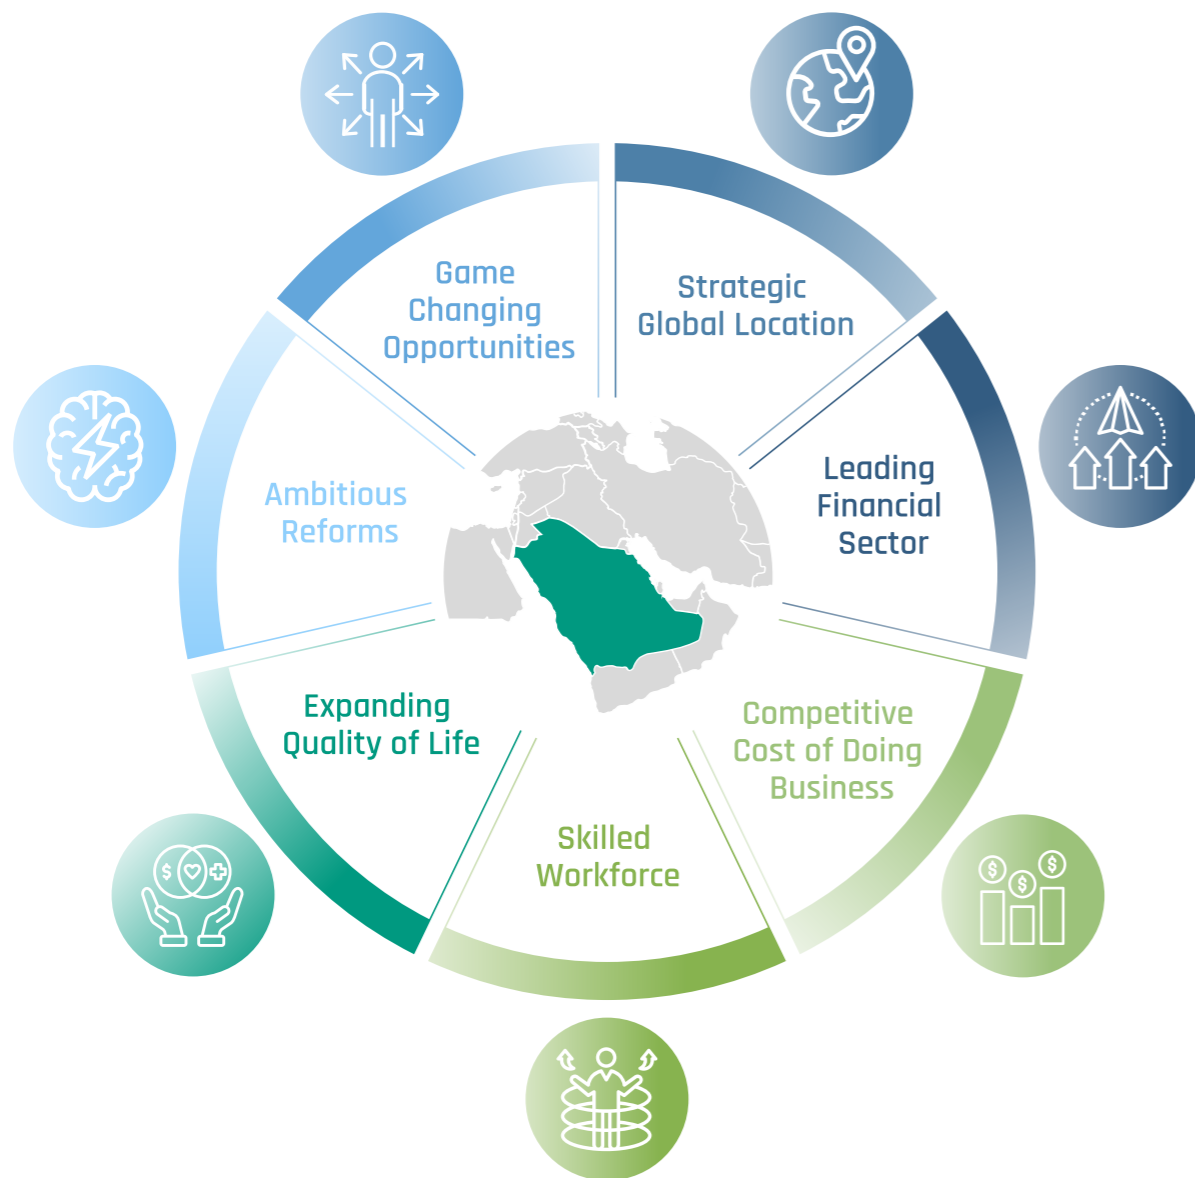 Game
Changing
Opportunities
Strategic
Global Location
Leading
Financial
Sector
Competitive
Cost of Doing
Business
Skilled
Workforce
Expanding
Quality of Life
Ambitious
Reforms
$
$
$
$